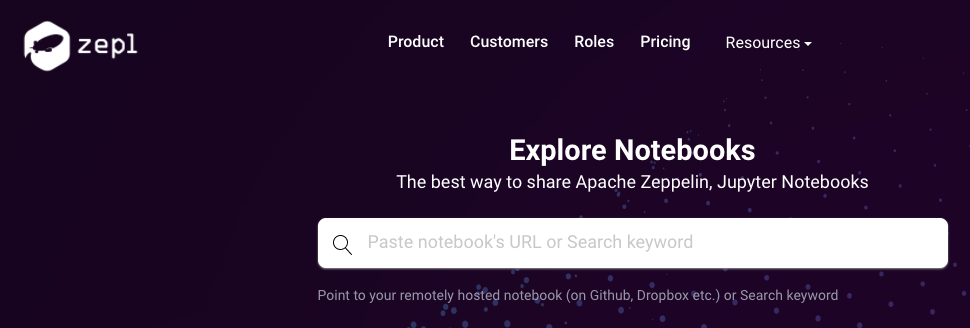 zepl
Product Customers Roles Pricing Resources
Explore Notebooks
The best way to share Apache Zeppelin, Jupyter Notebooks
Paste notebook's URL or Search keyword
Point to your remotely hosted notebook (on Github, Dropbox etc.) or Search keyword